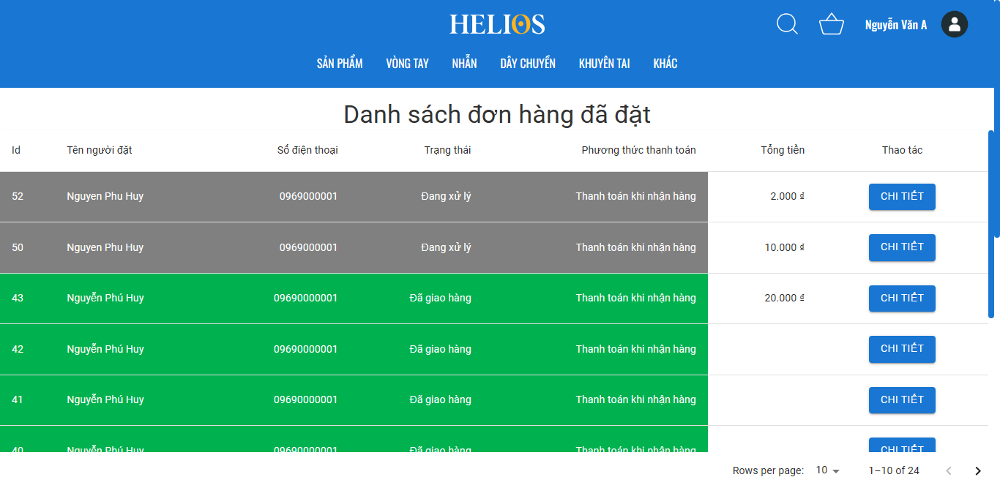 HELIOS
Nguyễn Văn A
SẢN PHẨM VÒNG TAY NHẪN DÂY CHUYỀN KHUYÊN TAI KHÁC
Danh sách đơn hàng đã đặt
Id Tên người đặt Số điện thoại Trạng thái Phương thức thanh toán Tổng tiền Thao tác
52 Nguyen Phu Huy 0969000001 Đang xử lý Thanh toán khi nhận hàng 2.000 ₫ CHI TIẾT
50 Nguyen Phu Huy 0969000001 Đang xử lý Thanh toán khi nhận hàng 10.000 ₫ CHI TIẾT
43 Nguyễn Phú Huy 09690000001 Đã giao hàng Thanh toán khi nhận hàng 20.000 ₫ CHI TIẾT
42 Nguyễn Phú Huy 09690000001 Đã giao hàng Thanh toán khi nhận hàng CHI TIẾT
41 Nguyễn Phú Huy 09690000001 Đã giao hàng Thanh toán khi nhận hàng CHI TIẾT
40 Nguyễn Phú Huy 09690000001 Đã giao hàng Thanh toán khi nhận hàng CHI TIẾT
Rows per page: 10 1–10 of 24